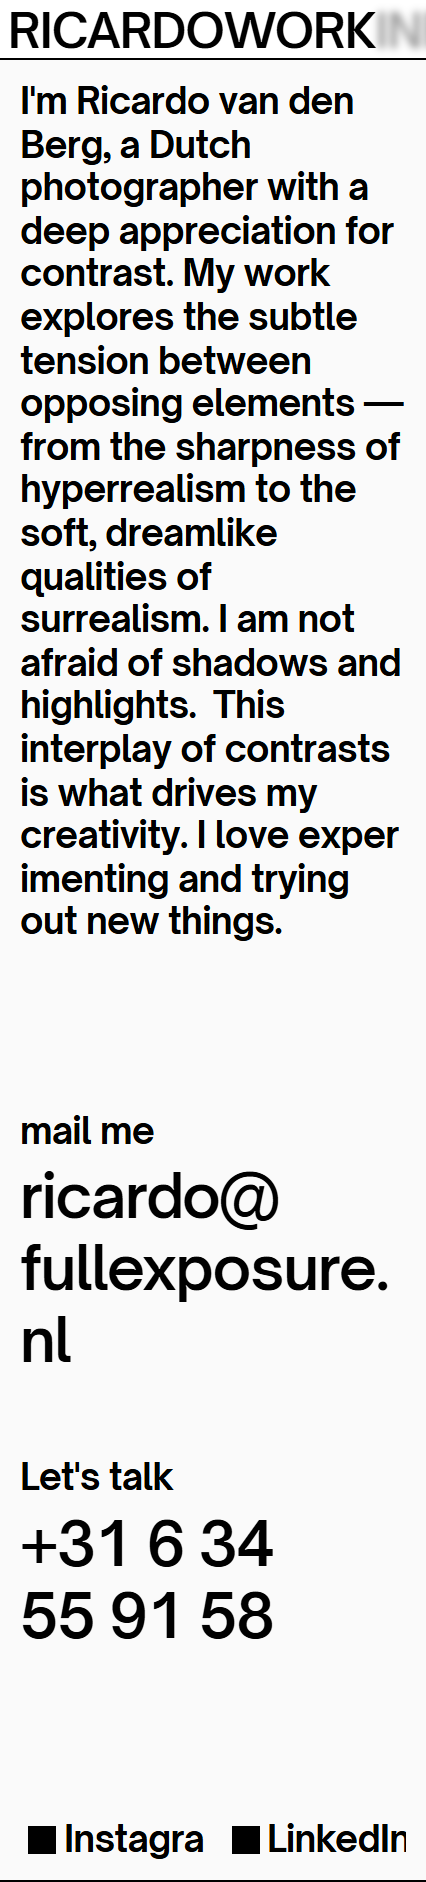 RICARDOWORKIN
I'm Ricardo van den
Berg, a Dutch
photographer with a
deep appreciation for
contrast. My work
explores the subtle
tension between
opposing elements —
from the sharpness of
hyperrealism to the
soft, dreamlike
qualities of
surrealism. I am not
afraid of shadows and
highlights.  This
interplay of contrasts
is what drives my
creativity. I love exper
imenting and trying
out new things.
mail me
ricardo@
fullexposure.
nl
Let's talk
+31 6 34
55 91 58
Instagra
LinkedIn